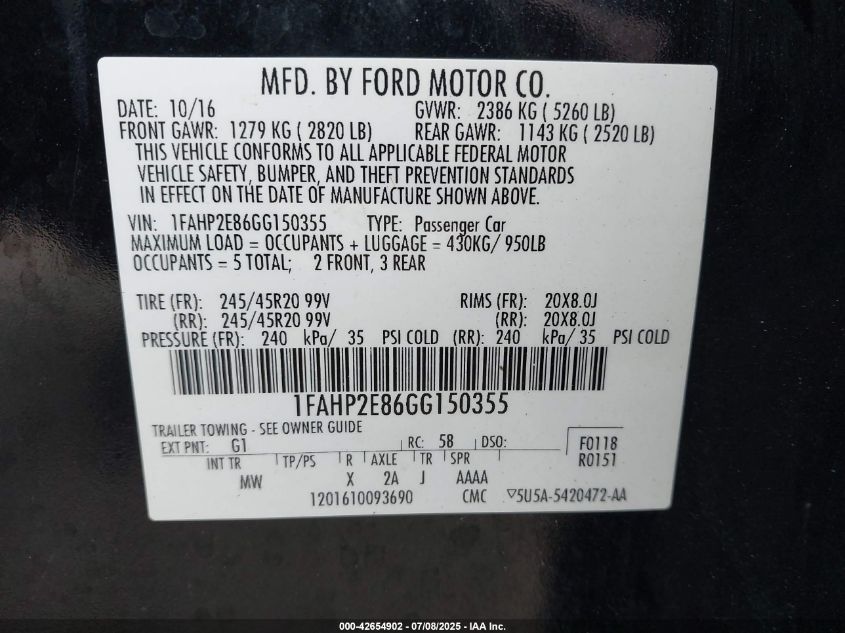 MFD. BY FORD MOTOR CO.
DATE: 10/16 GVWR: 2386 KG ( 5260 LB)
FRONT GAWR: 1279 KG ( 2820 LB) REAR GAWR: 1143 KG ( 2520 LB)
THIS VEHICLE CONFORMS TO ALL APPLICABLE FEDERAL MOTOR
VEHICLE SAFETY, BUMPER, AND THEFT PREVENTION STANDARDS
IN EFFECT ON THE DATE OF MANUFACTURE SHOWN ABOVE.
VIN: 1FAHP2E86GG150355 TYPE: Passenger Car
MAXIMUM LOAD = OCCUPANTS + LUGGAGE = 430KG/ 950LB
OCCUPANTS = 5 TOTAL; 2 FRONT, 3 REAR
TIRE (FR): 245/45R20 99V RIMS (FR): 20X8.0J
(RR): 245/45R20 99V (RR): 20X8.0J
PRESSURE (FR): 240 kPa/ 35 PSI COLD (RR): 240 kPa/ 35 PSI COLD
1FAHP2E86GG150355
TRAILER TOWING - SEE OWNER GUIDE
EXT PNT: G1 RC: 58 DSO: F0118
INT TR TP/PS R AXLE TR SPR R0151
MW X 2A J AAAA
1201610093690 CMC ▽5U5A-5420472-AA
000-42654902 - 07/08/2025 - IAA Inc.